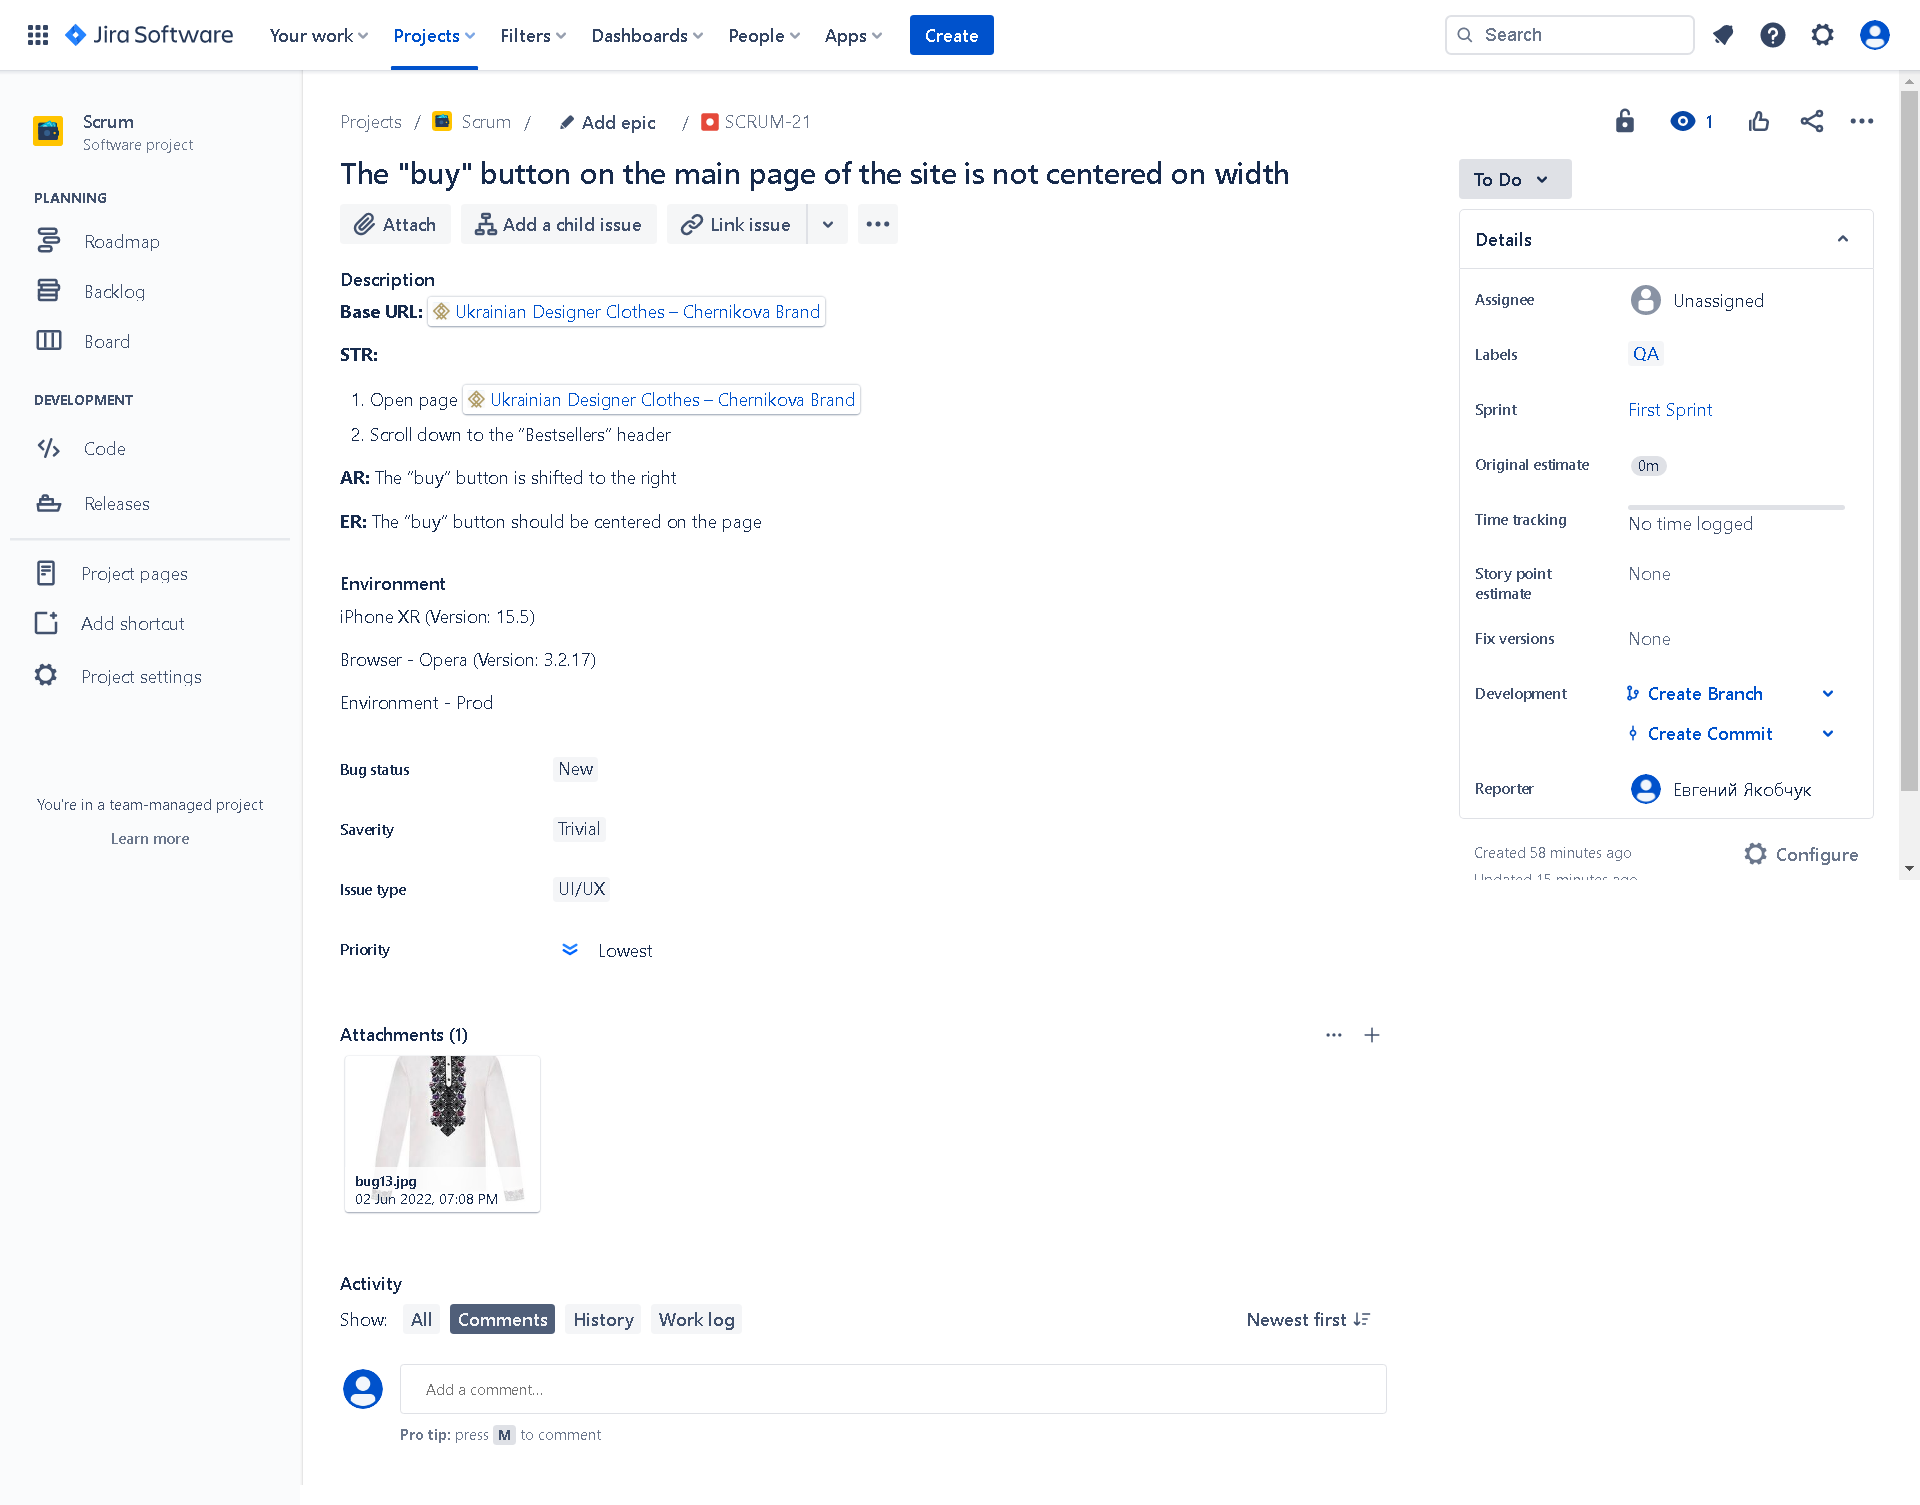 Jira Software
Your work
Projects
Filters
Dashboards
People
Apps
Create
Search
Scrum
Software project
PLANNING
Roadmap
Backlog
Board
DEVELOPMENT
Code
Releases
Project pages
Add shortcut
Project settings
You're in a team-managed project
Learn more
Projects / Scrum / Add epic / SCRUM-21
1
The "buy" button on the main page of the site is not centered on width
Attach
Add a child issue
Link issue
Description
Base URL: Ukrainian Designer Clothes – Chernikova Brand
STR:
1. Open page Ukrainian Designer Clothes – Chernikova Brand
2. Scroll down to the “Bestsellers” header
AR: The “buy” button is shifted to the right
ER: The “buy” button should be centered on the page
Environment
iPhone XR (Version: 15.5)
Browser - Opera (Version: 3.2.17)
Environment - Prod
Bug status New
Saverity Trivial
Issue type UI/UX
Priority Lowest
Attachments (1)
bug13.jpg
02 Jun 2022, 07:08 PM
Activity
Show: All Comments History Work log
Newest first
Add a comment...
Pro tip: press M to comment
To Do
Details
Assignee Unassigned
Labels QA
Sprint First Sprint
Original estimate 0m
Time tracking No time logged
Story point estimate None
Fix versions None
Development Create Branch
Create Commit
Reporter Евгений Якобчук
Created 58 minutes ago
Configure
Updated 15 minutes ago